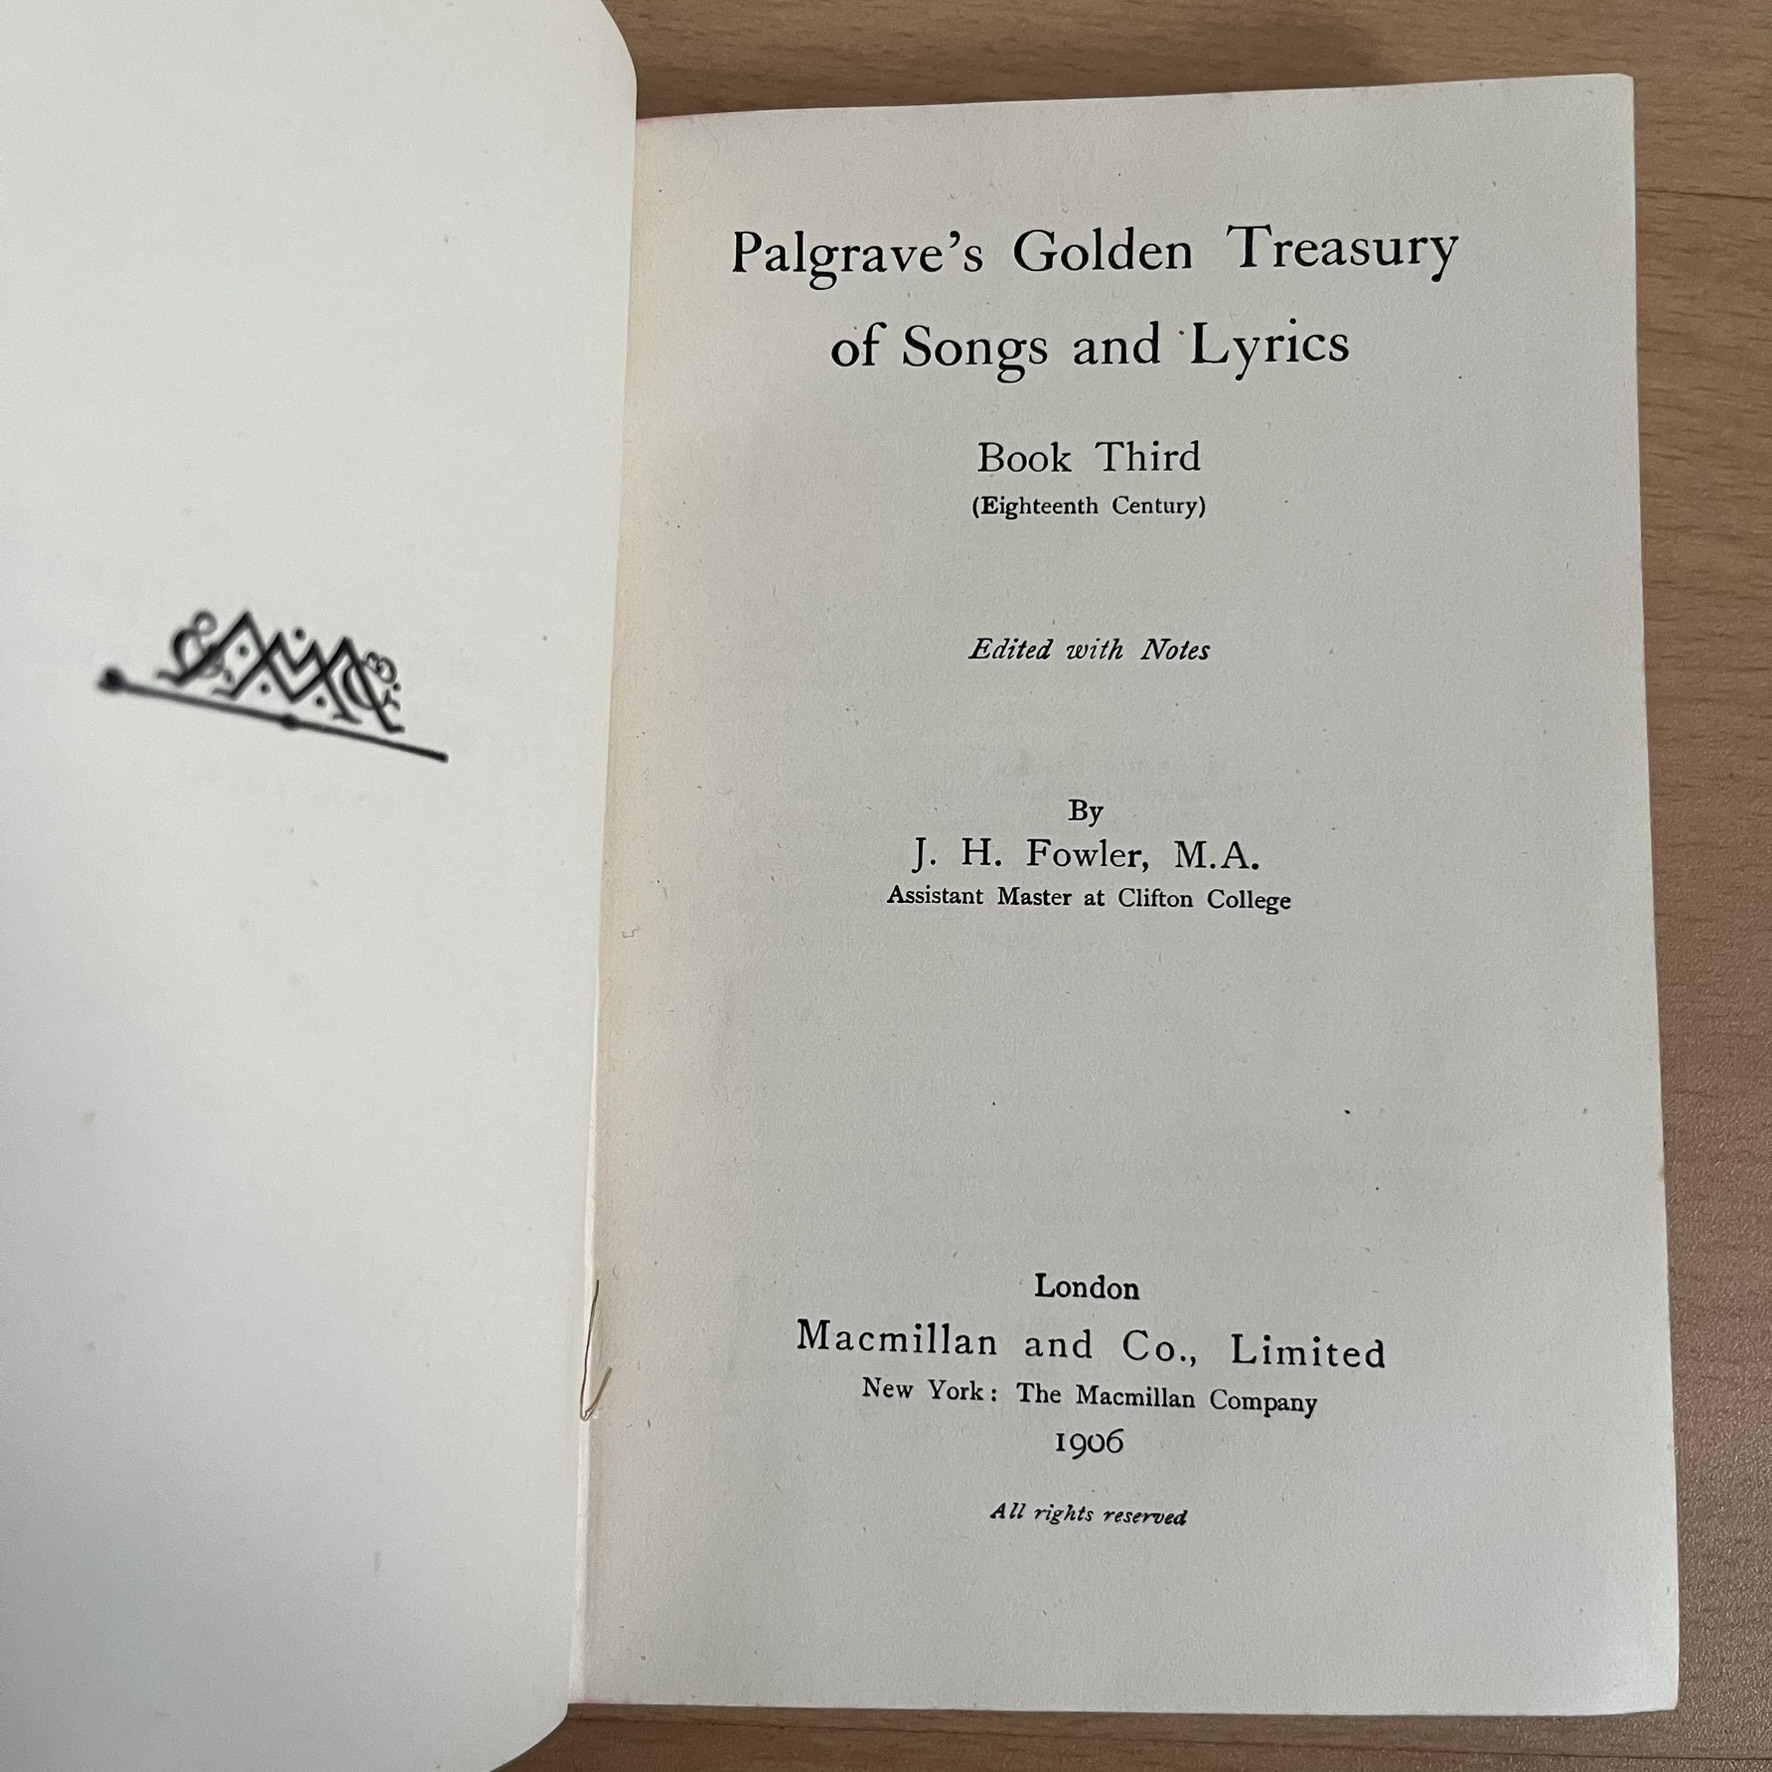 Palgrave's Golden Treasury
of Songs and Lyrics
Book Third
(Eighteenth Century)
Edited with Notes
By
J. H. Fowler, M.A.
Assistant Master at Clifton College
London
Macmillan and Co., Limited
New York: The Macmillan Company
1906
All rights reserved